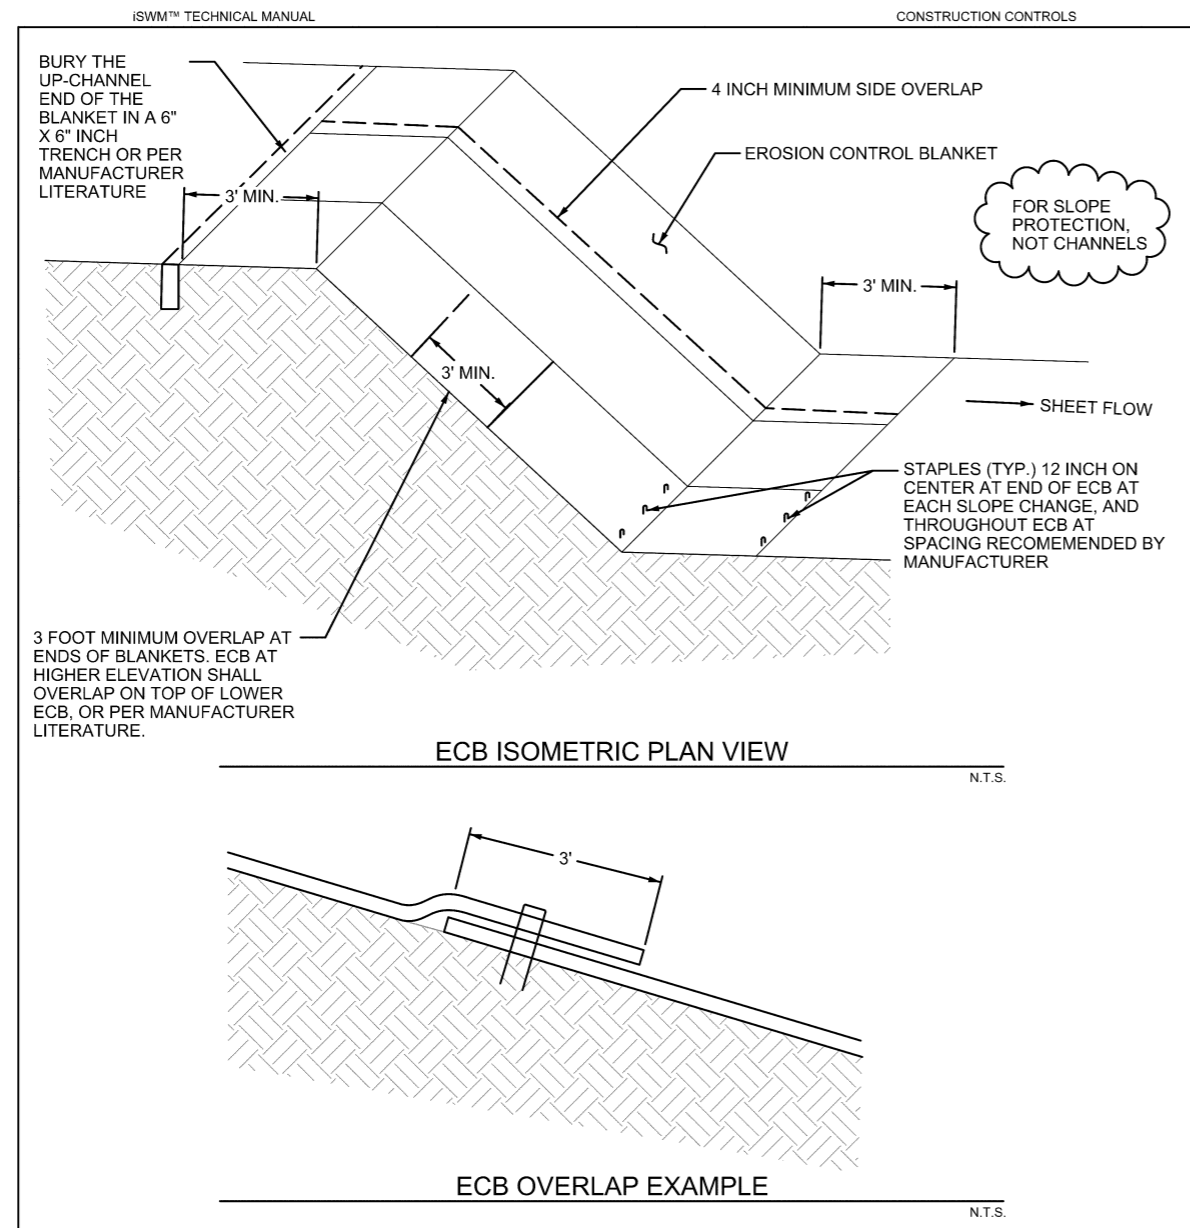 iSWM™ TECHNICAL MANUAL
CONSTRUCTION CONTROLS
BURY THE
UP-CHANNEL
END OF THE
BLANKET IN A 6"
X 6" INCH
TRENCH OR PER
MANUFACTURER
LITERATURE
3' MIN.
4 INCH MINIMUM SIDE OVERLAP
EROSION CONTROL BLANKET
FOR SLOPE
PROTECTION,
NOT CHANNELS
3' MIN.
3' MIN.
SHEET FLOW
STAPLES (TYP.) 12 INCH ON
CENTER AT END OF ECB AT
EACH SLOPE CHANGE, AND
THROUGHOUT ECB AT
SPACING RECOMEMENDED BY
MANUFACTURER
3 FOOT MINIMUM OVERLAP AT
ENDS OF BLANKETS. ECB AT
HIGHER ELEVATION SHALL
OVERLAP ON TOP OF LOWER
ECB, OR PER MANUFACTURER
LITERATURE.
ECB ISOMETRIC PLAN VIEW
N.T.S.
3'
ECB OVERLAP EXAMPLE
N.T.S.